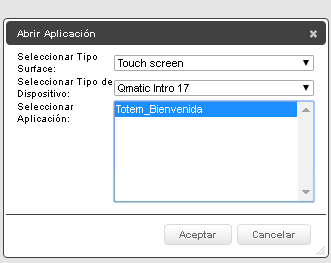 Abrir Aplicación
Seleccionar Tipo Surface:
Touch screen
Seleccionar Tipo de Dispositivo:
Qmatic Intro 17
Seleccionar Aplicación:
Totem_Bienvenida
Aceptar
Cancelar